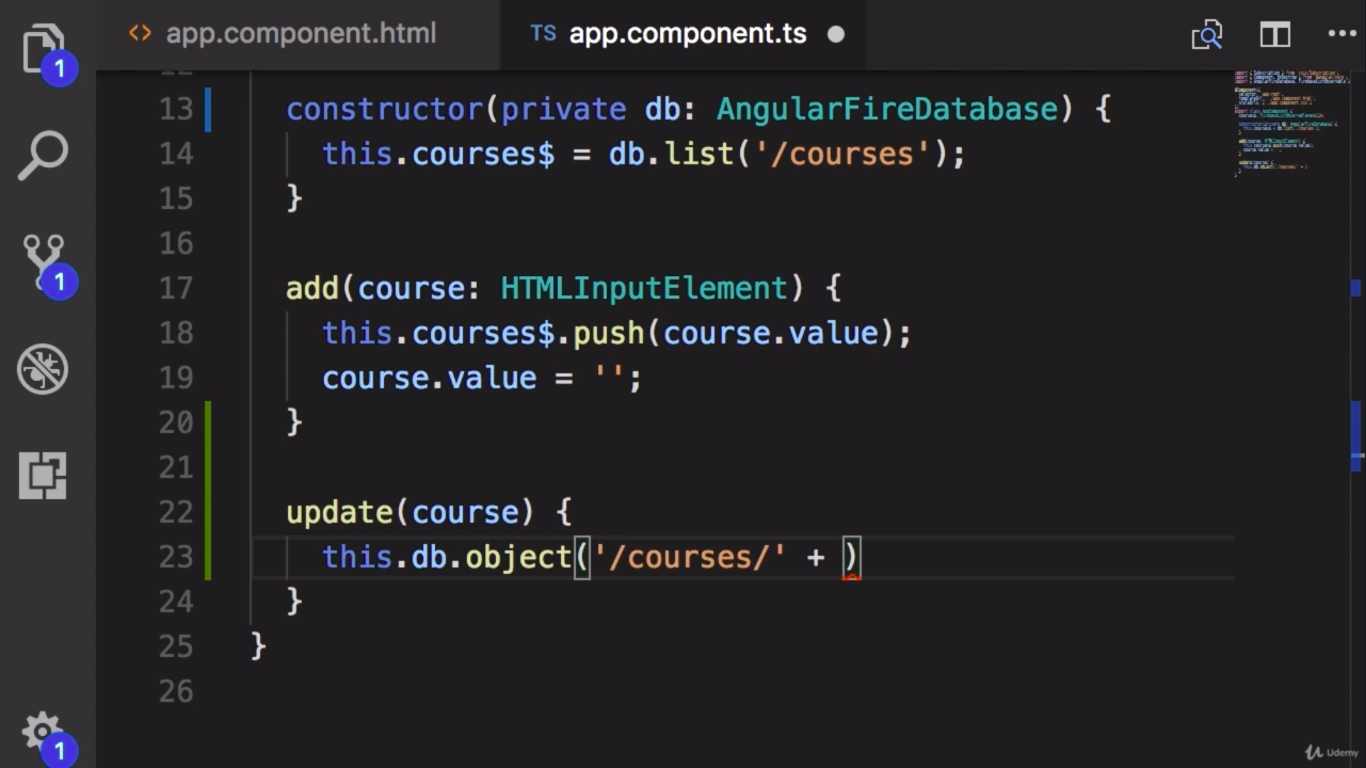 <> app.component.html
TS app.component.ts
1
13 constructor(private db: AngularFireDatabase) {
14 this.courses$ = db.list('/courses');
15 }
16
17 add(course: HTMLInputElement) {
1
18 this.courses$.push(course.value);
19 course.value = '';
20 }
21
22 update(course) {
23 this.db.object('/courses/' + )
24 }
25 }
26
1
Udemy